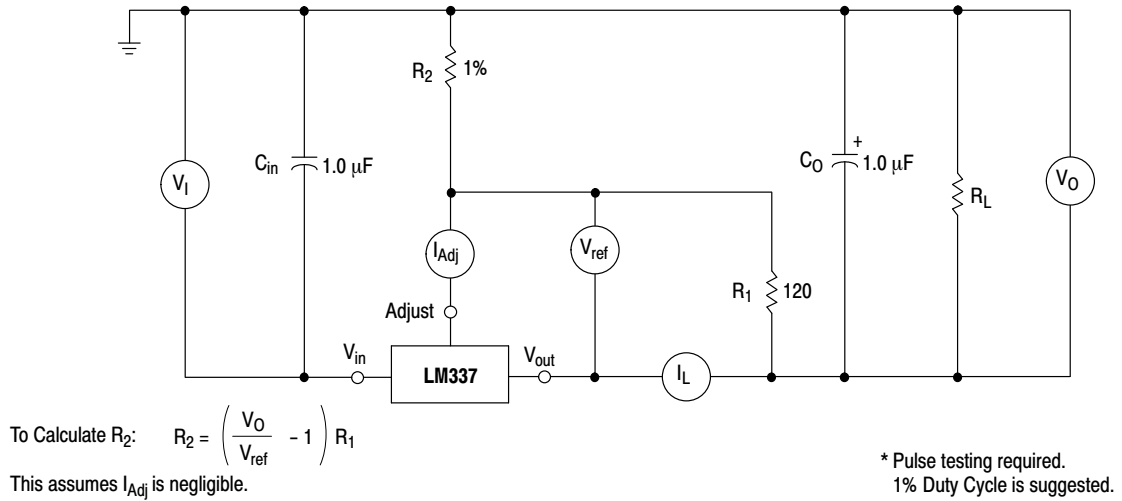 R2
1%
Cin
1.0 μF
CO
+
1.0 μF
VI
RL
VO
IAdj
Vref
Adjust
R1
120
Vin
LM337
Vout
IL
To Calculate R2: R2 = ( VO / Vref – 1 ) R1
This assumes IAdj is negligible.
* Pulse testing required.
1% Duty Cycle is suggested.